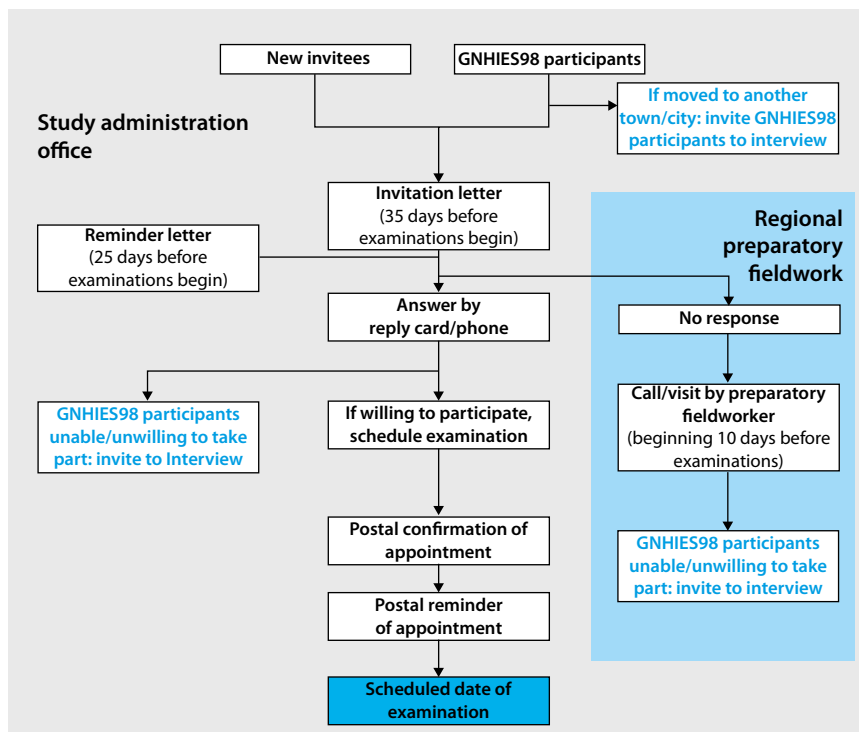 New invitees
GNHIES98 participants
If moved to another
town/city: invite GNHIES98
participants to interview
Study administration
office
Invitation letter
(35 days before
examinations begin)
Regional
preparatory
fieldwork
Reminder letter
(25 days before
examinations begin)
Answer by
reply card/phone
No response
GNHIES98 participants
unable/unwilling to take
part: invite to Interview
If willing to participate,
schedule examination
Call/visit by preparatory
fieldworker
(beginning 10 days before
examinations)
Postal confirmation of
appointment
GNHIES98 participants
unable/unwilling to take
part: invite to interview
Postal reminder
of appointment
Scheduled date of
examination